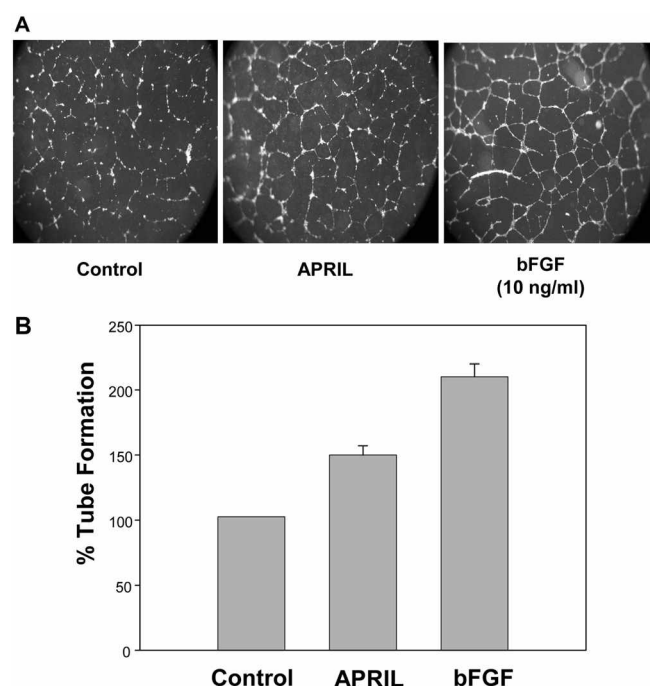 A
Control APRIL bFGF
(10 ng/ml)
B
% Tube Formation
250
200
150
100
50
0
Control APRIL bFGF